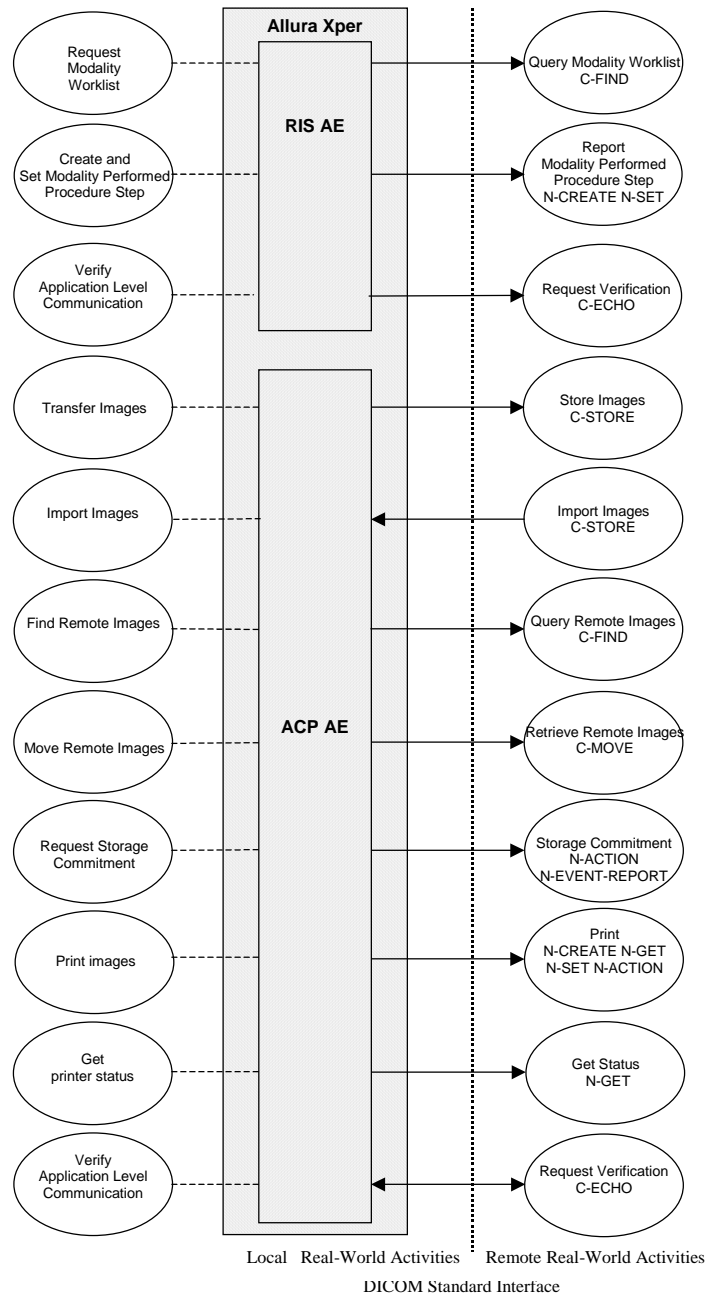 Allura Xper
Request
Modality
Worklist
RIS AE
Query Modality Worklist
C-FIND
Create and
Set Modality Performed
Procedure Step
Report
Modality Performed
Procedure Step
N-CREATE N-SET
Verify
Application Level
Communication
Request Verification
C-ECHO
Transfer Images
Store Images
C-STORE
Import Images
Import Images
C-STORE
Find Remote Images
Query Remote Images
C-FIND
ACP AE
Move Remote Images
Retrieve Remote Images
C-MOVE
Request Storage
Commitment
Storage Commitment
N-ACTION
N-EVENT-REPORT
Print images
Print
N-CREATE N-GET
N-SET N-ACTION
Get
printer status
Get Status
N-GET
Verify
Application Level
Communication
Request Verification
C-ECHO
Local Real-World Activities Remote Real-World Activities
DICOM Standard Interface